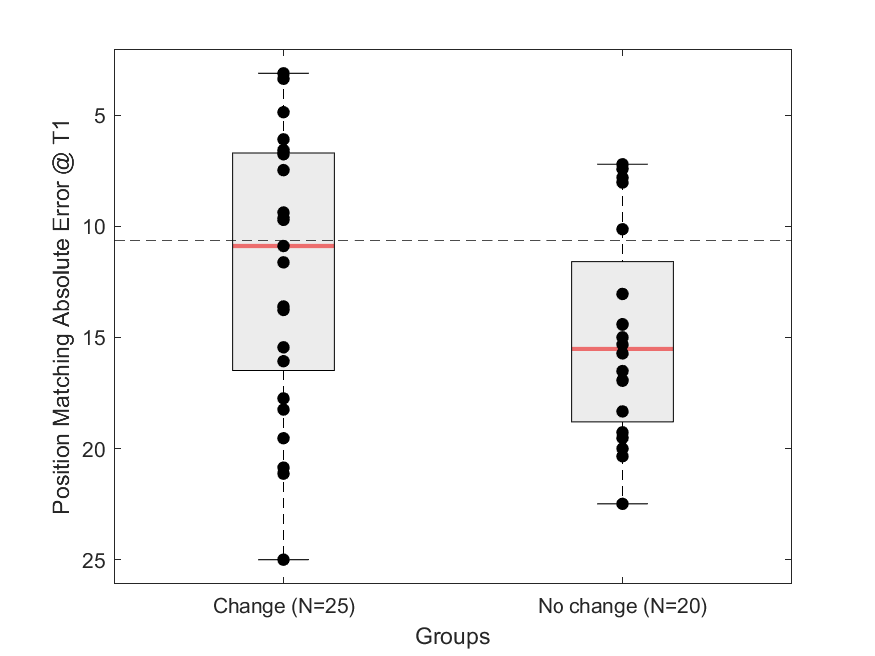 Position Matching Absolute Error @ T1
5
10
15
20
25
Change (N=25)
No change (N=20)
Groups